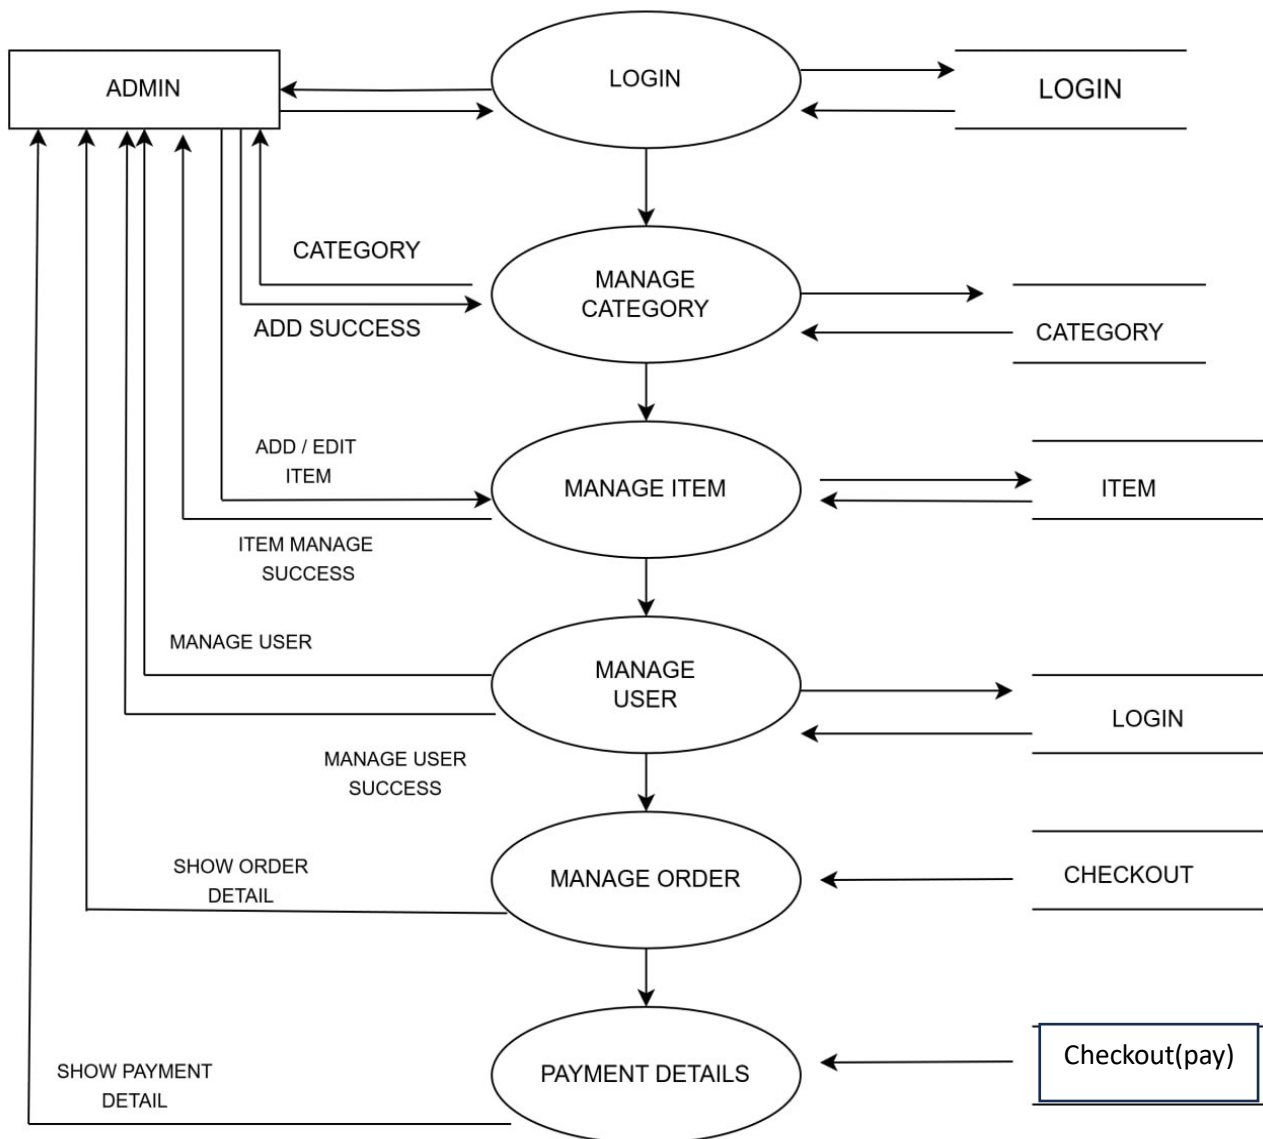 ADMIN
LOGIN
LOGIN
CATEGORY
ADD SUCCESS
MANAGE
CATEGORY
CATEGORY
ADD / EDIT
ITEM
MANAGE ITEM
ITEM
ITEM MANAGE
SUCCESS
MANAGE USER
MANAGE
USER
LOGIN
MANAGE USER
SUCCESS
SHOW ORDER
DETAIL
MANAGE ORDER
CHECKOUT
SHOW PAYMENT
DETAIL
PAYMENT DETAILS
Checkout(pay)